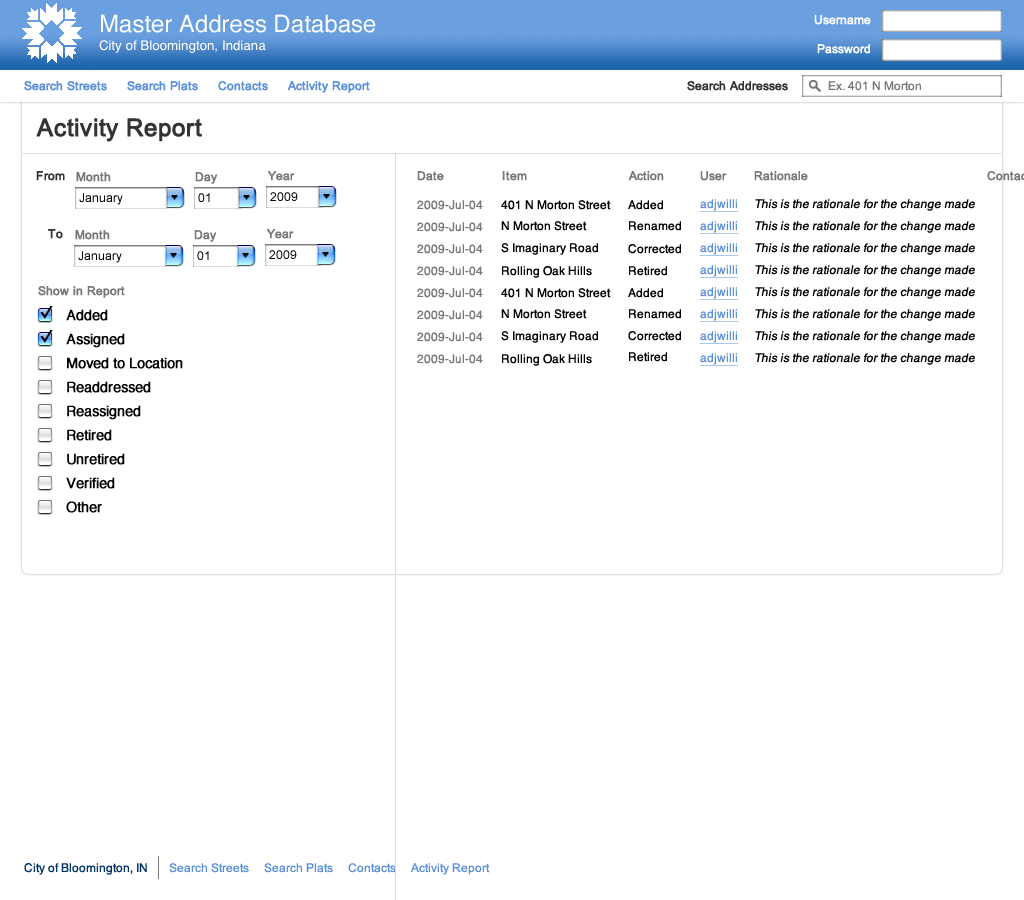 Master Address Database
City of Bloomington, Indiana
Username
Password
Search Streets Search Plats Contacts Activity Report
Search Addresses Ex. 401 N Morton
Activity Report
From Month Day Year
January 01 2009
To Month Day Year
January 01 2009
Show in Report
Added
Assigned
Moved to Location
Readdressed
Reassigned
Retired
Unretired
Verified
Other
Date Item Action User Rationale Contac
2009-Jul-04 401 N Morton Street Added adjwilli This is the rationale for the change made
2009-Jul-04 N Morton Street Renamed adjwilli This is the rationale for the change made
2009-Jul-04 S Imaginary Road Corrected adjwilli This is the rationale for the change made
2009-Jul-04 Rolling Oak Hills Retired adjwilli This is the rationale for the change made
2009-Jul-04 401 N Morton Street Added adjwilli This is the rationale for the change made
2009-Jul-04 N Morton Street Renamed adjwilli This is the rationale for the change made
2009-Jul-04 S Imaginary Road Corrected adjwilli This is the rationale for the change made
2009-Jul-04 Rolling Oak Hills Retired adjwilli This is the rationale for the change made
City of Bloomington, IN Search Streets Search Plats Contacts Activity Report